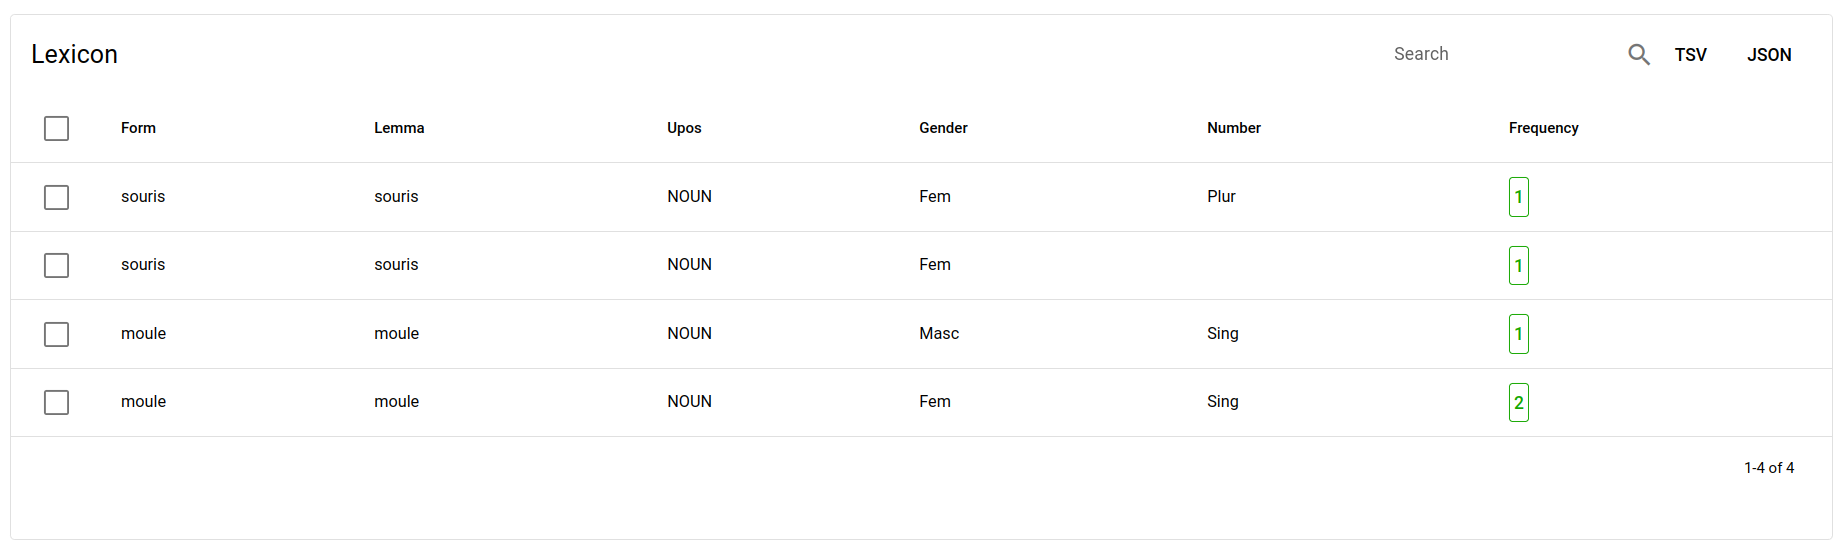 Lexicon Search TSV JSON
Form Lemma Upos Gender Number Frequency
souris souris NOUN Fem Plur 1
souris souris NOUN Fem 1
moule moule NOUN Masc Sing 1
moule moule NOUN Fem Sing 2
1-4 of 4